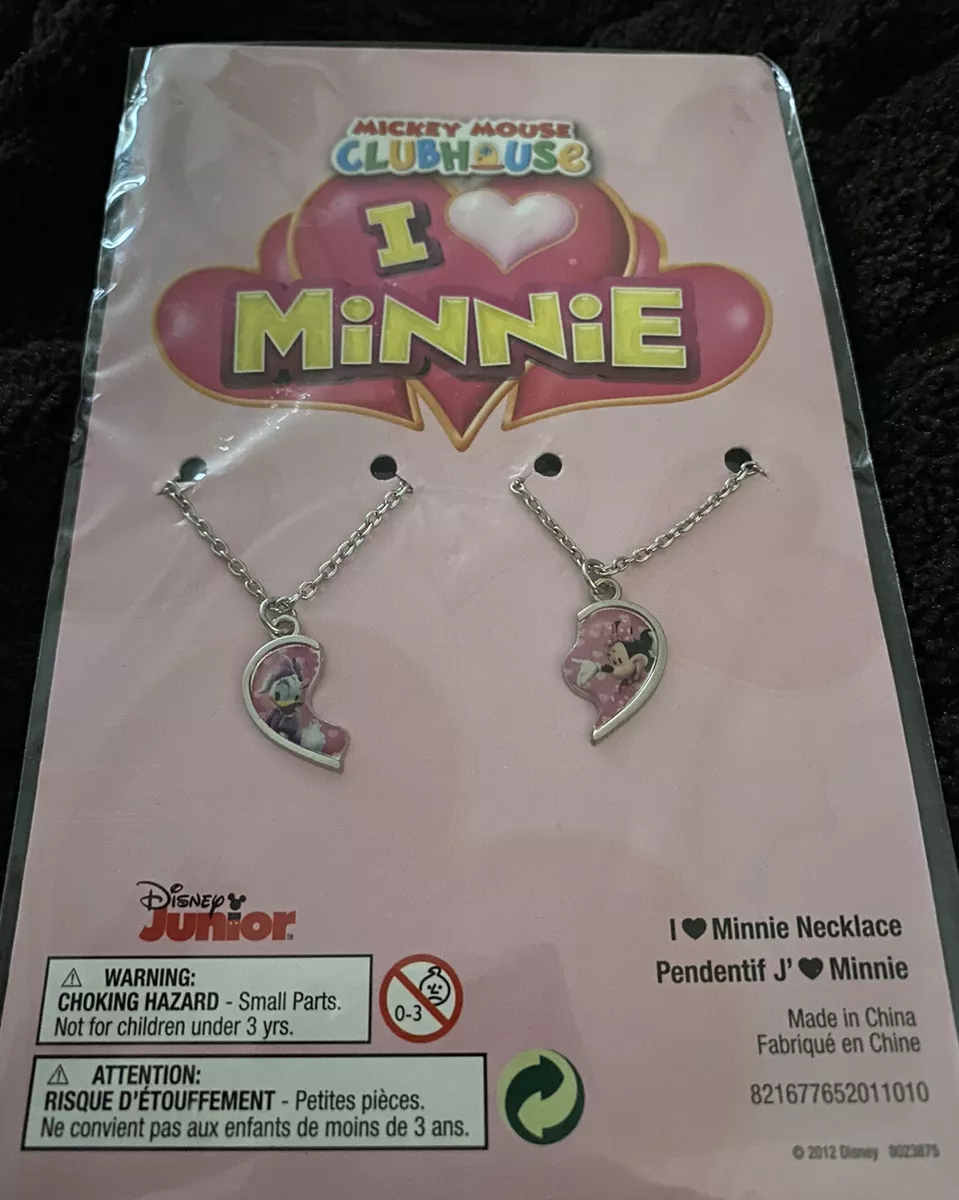 MICKEY MOUSE
CLUBHOUSE
I ♥
MiNNiE
Disney
Junior
⚠ WARNING:
CHOKING HAZARD - Small Parts.
Not for children under 3 yrs.
0-3
⚠ ATTENTION:
RISQUE D'ÉTOUFFEMENT - Petites pièces.
Ne convient pas aux enfants de moins de 3 ans.
I ♥ Minnie Necklace
Pendentif J' ♥ Minnie
Made in China
Fabriqué en Chine
821677652011010
© 2012 Disney 8023875